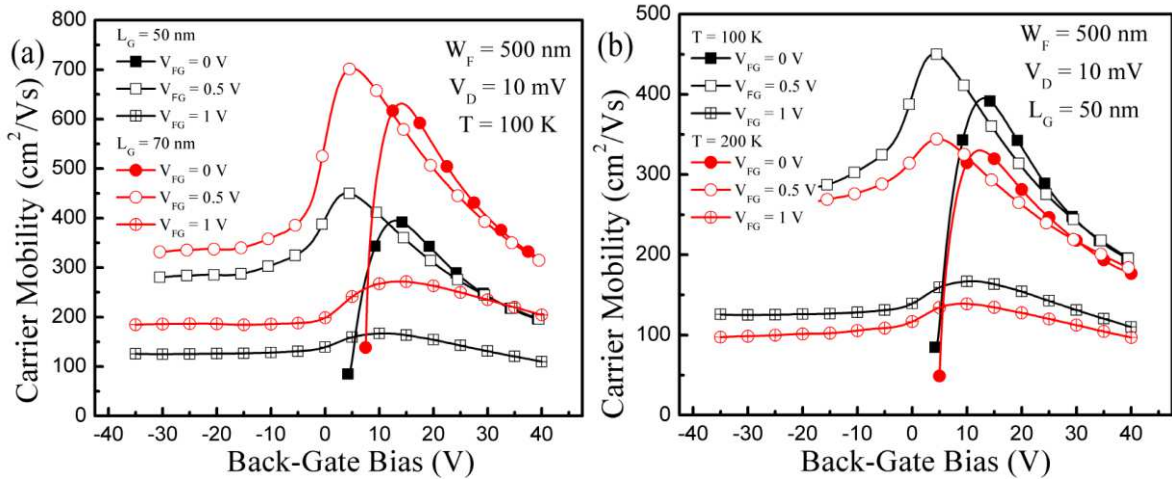 (a)
L_G = 50 nm
V_FG = 0 V
V_FG = 0.5 V
V_FG = 1 V
L_G = 70 nm
V_FG = 0 V
V_FG = 0.5 V
V_FG = 1 V
W_F = 500 nm
V_D = 10 mV
T = 100 K
Carrier Mobility (cm²/Vs)
800
700
600
500
400
300
200
100
0
-40 -30 -20 -10 0 10 20 30 40
Back-Gate Bias (V)
(b)
T = 100 K
V_FG = 0 V
V_FG = 0.5 V
V_FG = 1 V
T = 200 K
V_FG = 0 V
V_FG = 0.5 V
V_FG = 1 V
W_F = 500 nm
V_D = 10 mV
L_G = 50 nm
Carrier Mobility (cm²/Vs)
500
450
400
350
300
250
200
150
100
50
0
-40 -30 -20 -10 0 10 20 30 40
Back-Gate Bias (V)